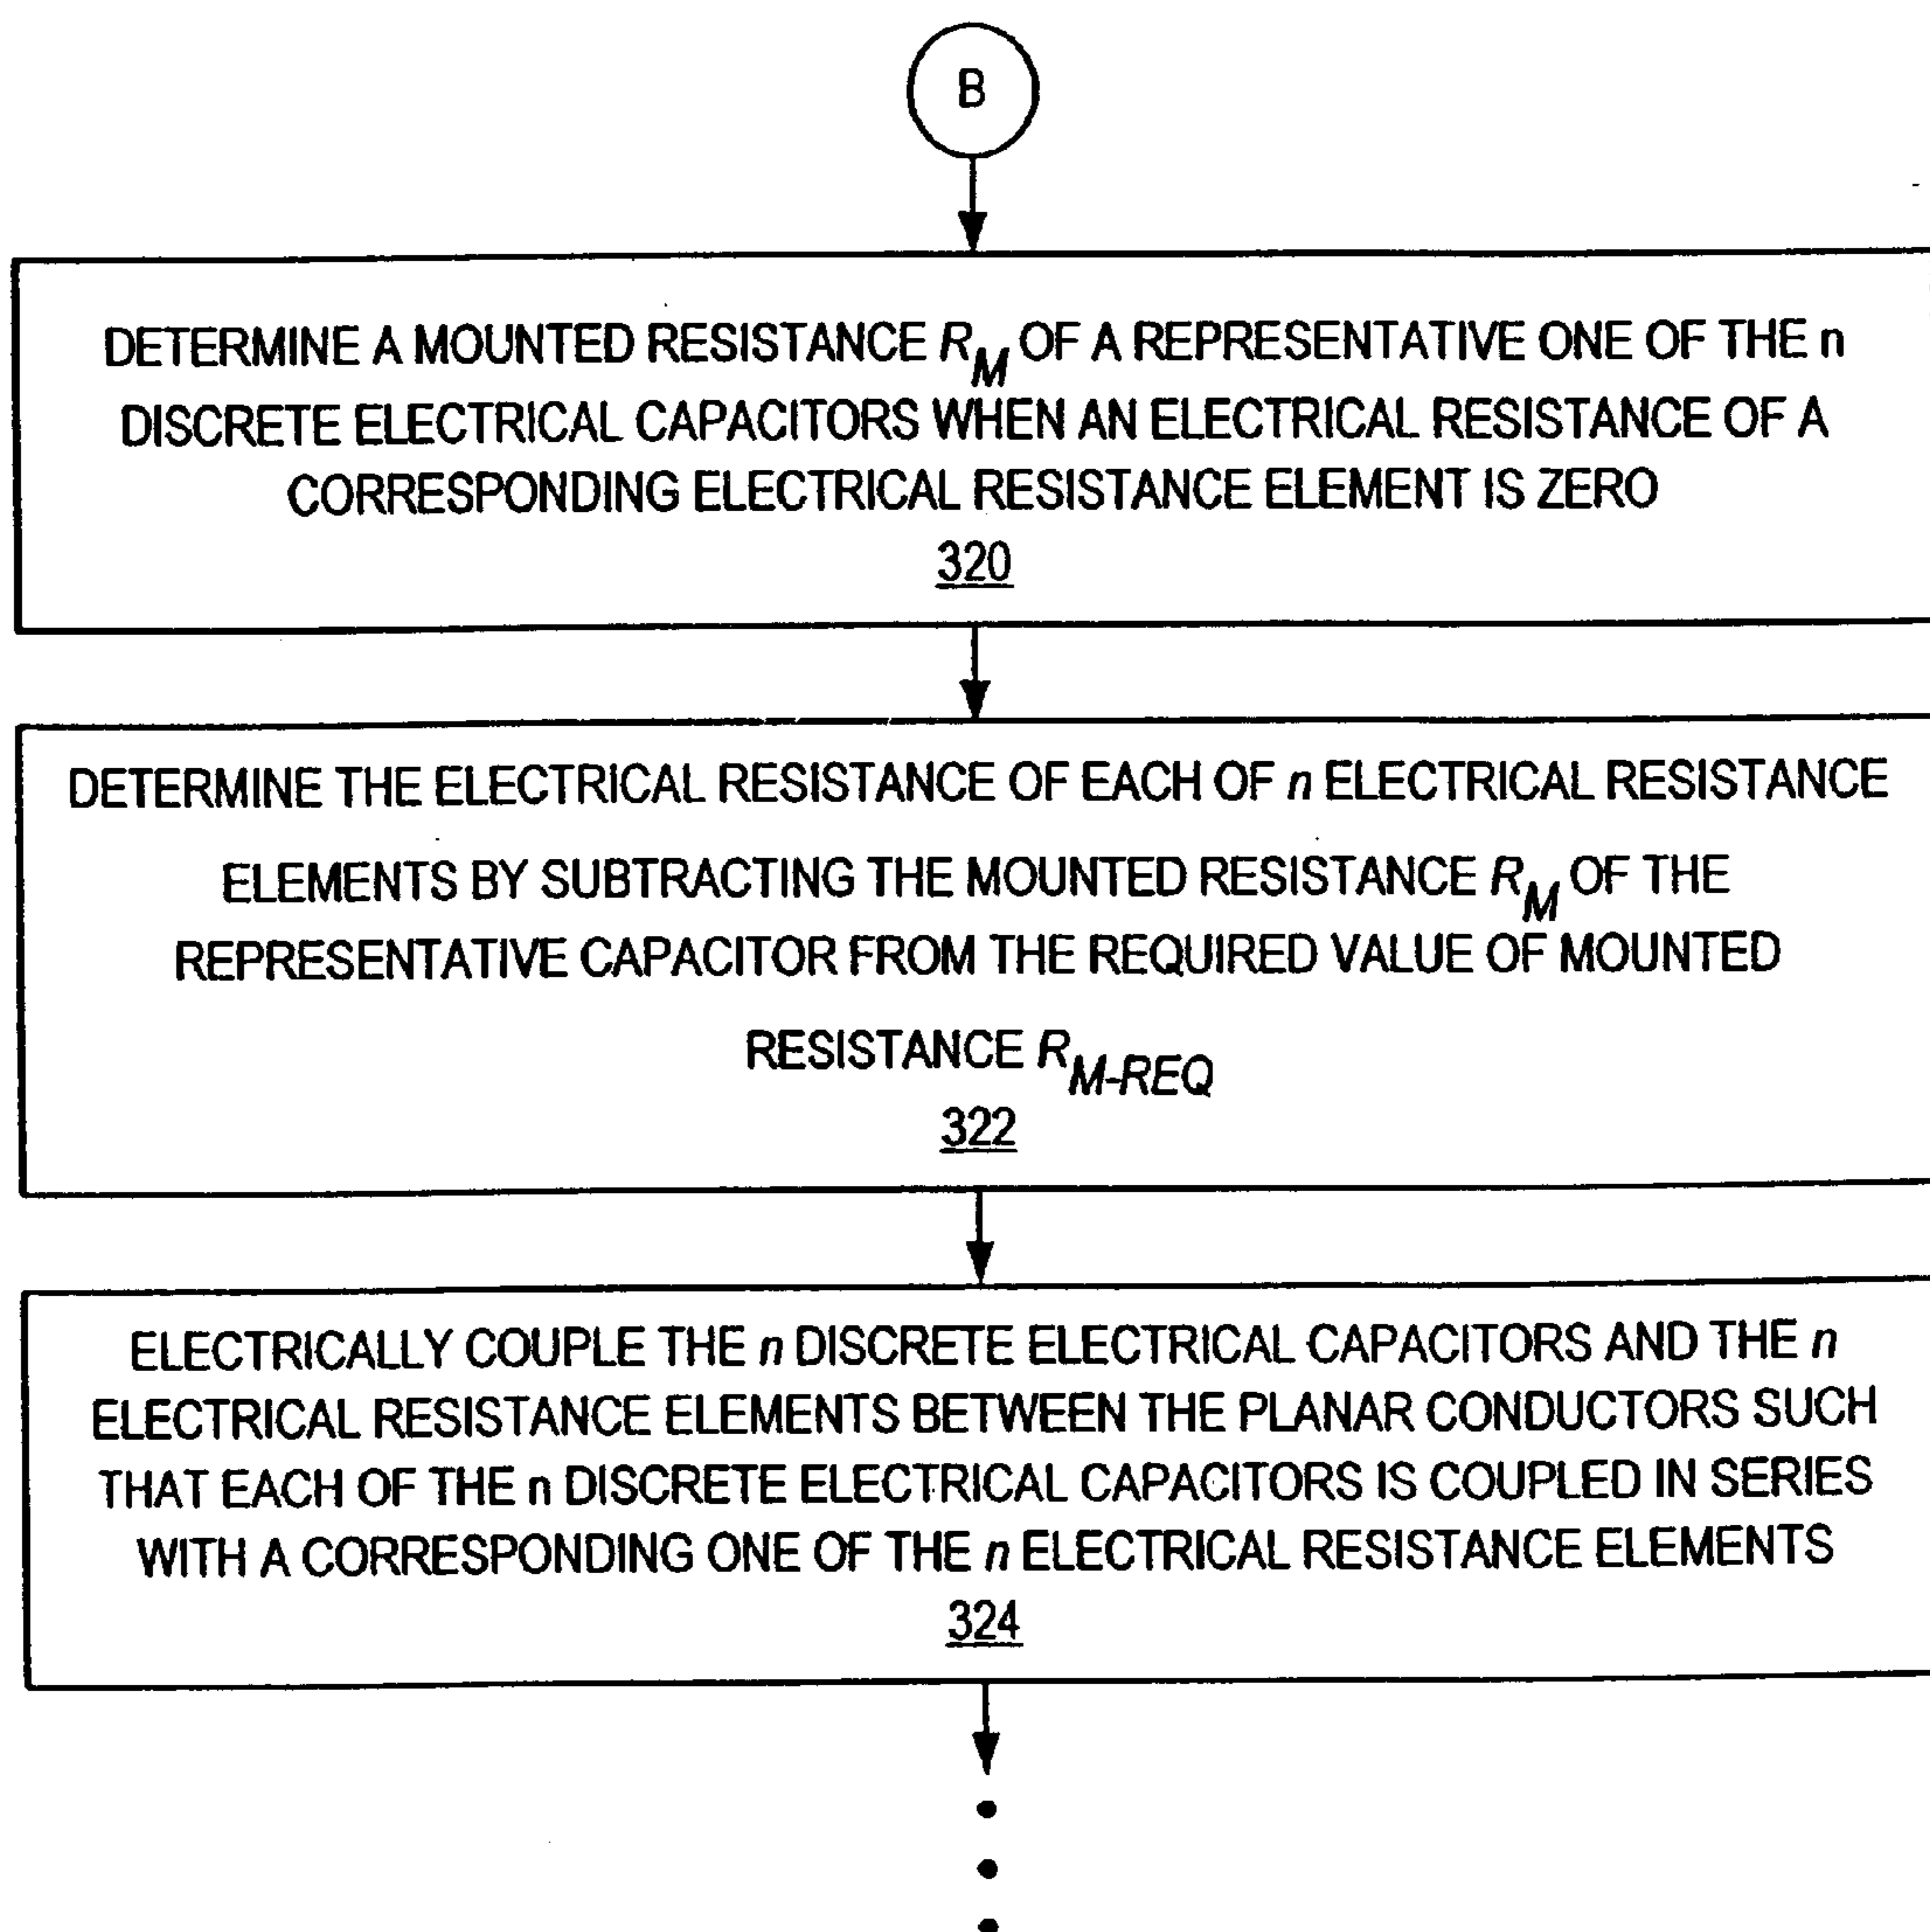 B
DETERMINE A MOUNTED RESISTANCE R_M OF A REPRESENTATIVE ONE OF THE n
DISCRETE ELECTRICAL CAPACITORS WHEN AN ELECTRICAL RESISTANCE OF A
CORRESPONDING ELECTRICAL RESISTANCE ELEMENT IS ZERO
320
DETERMINE THE ELECTRICAL RESISTANCE OF EACH OF n ELECTRICAL RESISTANCE
ELEMENTS BY SUBTRACTING THE MOUNTED RESISTANCE R_M OF THE
REPRESENTATIVE CAPACITOR FROM THE REQUIRED VALUE OF MOUNTED
RESISTANCE R_M-REQ
322
ELECTRICALLY COUPLE THE n DISCRETE ELECTRICAL CAPACITORS AND THE n
ELECTRICAL RESISTANCE ELEMENTS BETWEEN THE PLANAR CONDUCTORS SUCH
THAT EACH OF THE n DISCRETE ELECTRICAL CAPACITORS IS COUPLED IN SERIES
WITH A CORRESPONDING ONE OF THE n ELECTRICAL RESISTANCE ELEMENTS
324